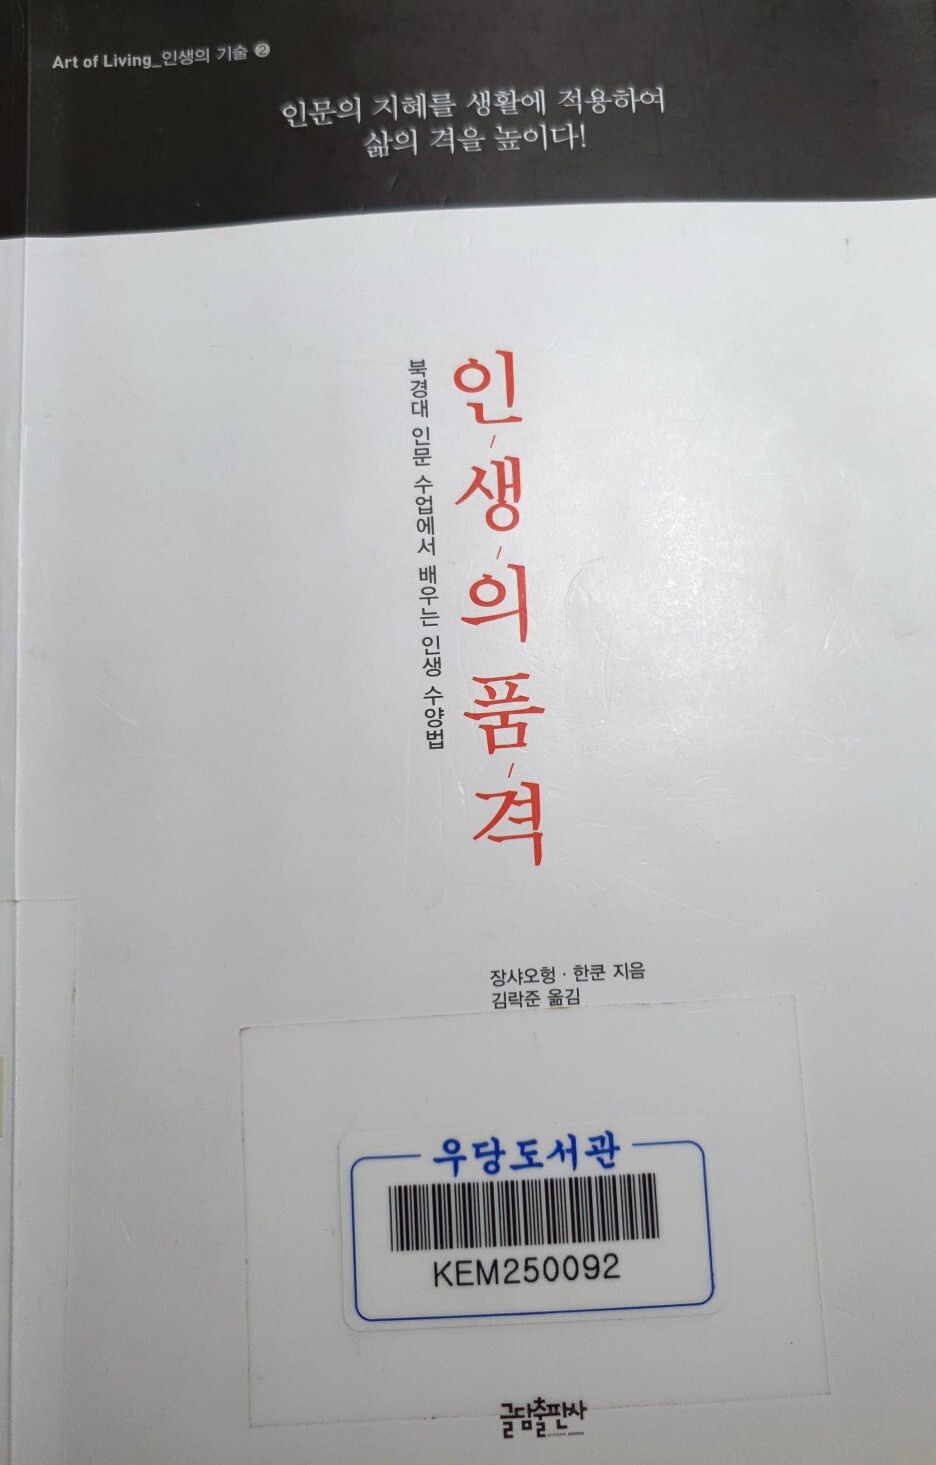 Art of Living_인생의 기술 ❷
인문의 지혜를 생활에 적용하여
삶의 격을 높이다!
인생의 품격
북경대 인문 수업에서 배우는 인생 수양법
장샤오헝 · 한쿤 지음
김락준 옮김
우당도서관
KEM250092
글담출판사